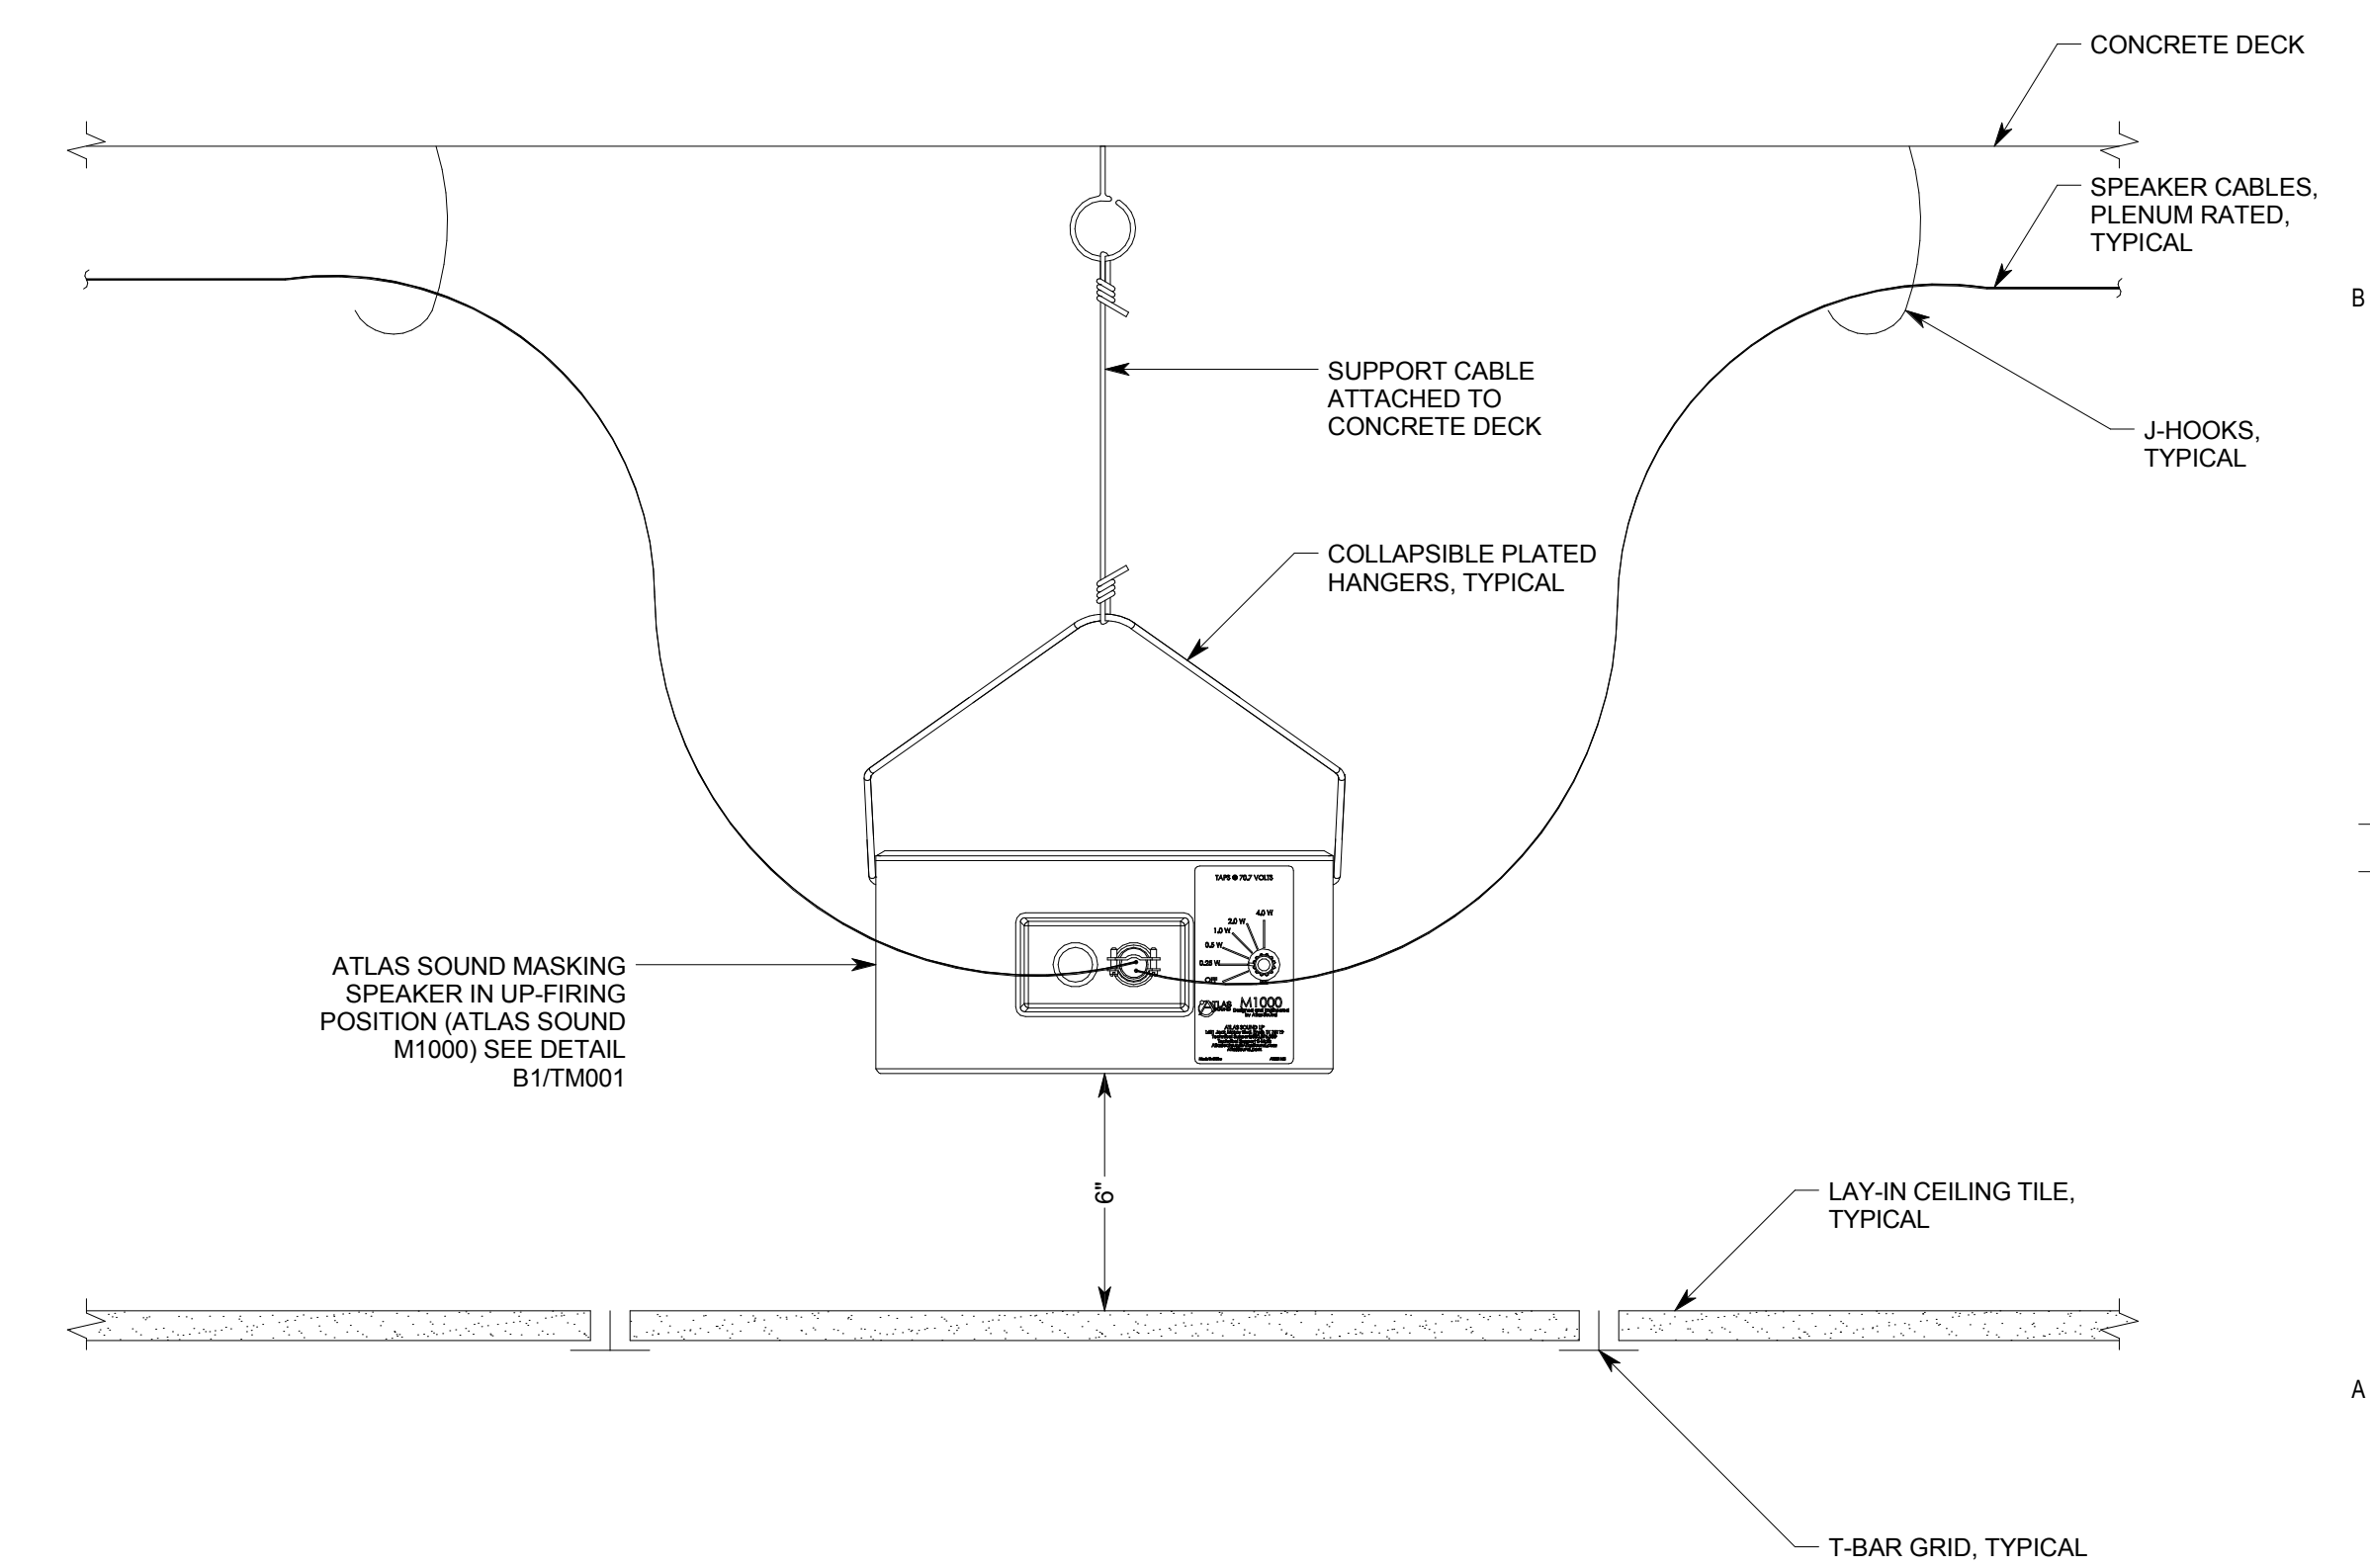 CONCRETE DECK
SPEAKER CABLES,
PLENUM RATED,
TYPICAL
B
SUPPORT CABLE
ATTACHED TO
CONCRETE DECK
J-HOOKS,
TYPICAL
COLLAPSIBLE PLATED
HANGERS, TYPICAL
TAPS @ 70.7 VOLTS
4.0 W
2.0 W
1.0 W
0.5 W
0.25 W
OFF
ATLAS M1000
ATLAS SOUND MASKING
SPEAKER IN UP-FIRING
POSITION (ATLAS SOUND
M1000) SEE DETAIL
B1/TM001
6"
LAY-IN CEILING TILE,
TYPICAL
A
T-BAR GRID, TYPICAL